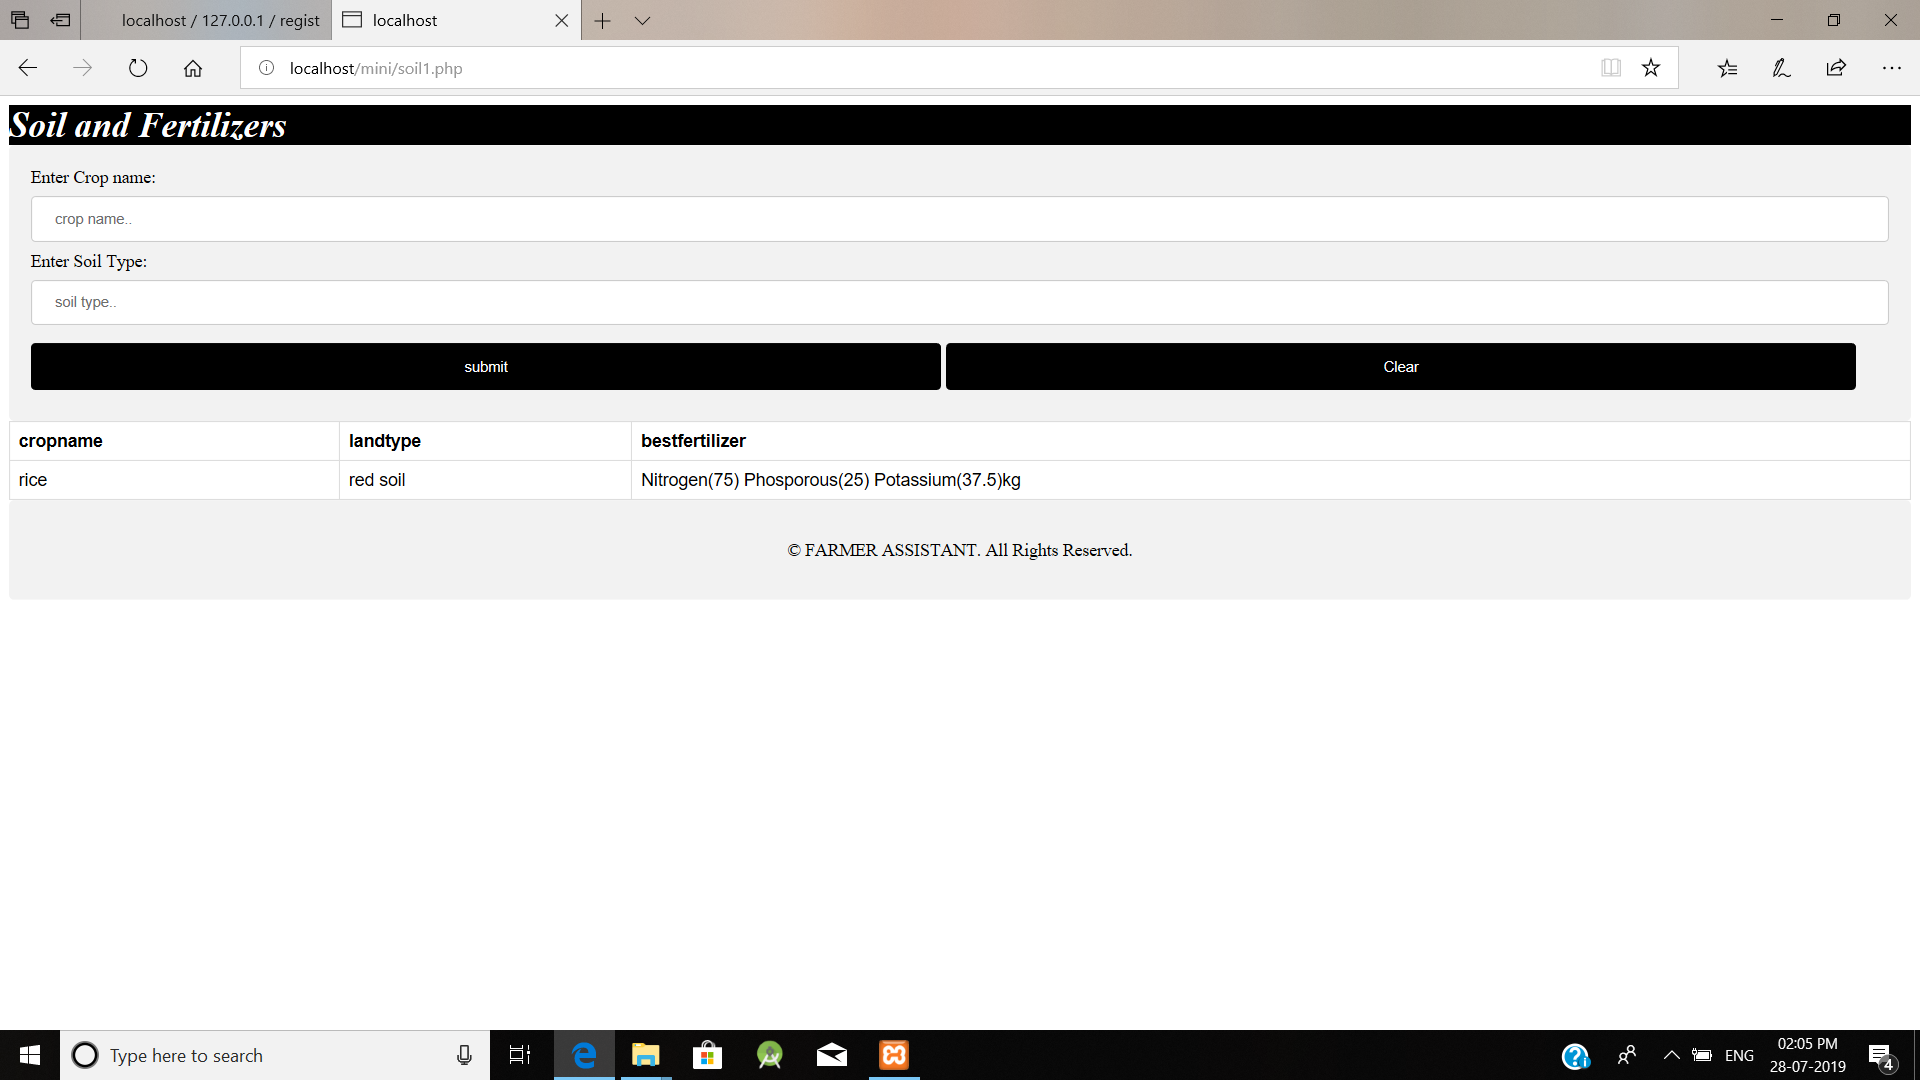 localhost / 127.0.0.1 / regist
localhost
localhost/mini/soil1.php
Soil and Fertilizers
Enter Crop name:
crop name..
Enter Soil Type:
soil type..
submit Clear
cropname landtype bestfertilizer
rice red soil Nitrogen(75) Phosporous(25) Potassium(37.5)kg
© FARMER ASSISTANT. All Rights Reserved.
Type here to search
ENG
02:05 PM
28-07-2019
4